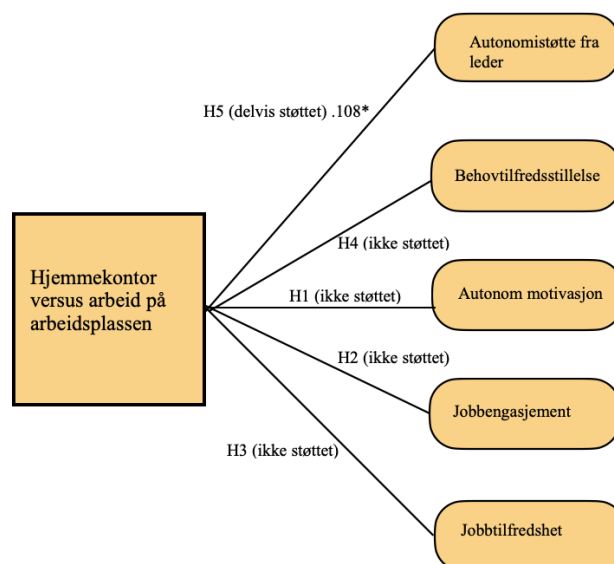 Autonomistøtte fra
leder
H5 (delvis støttet) .108*
Behovtilfredsstillelse
H4 (ikke støttet)
Hjemmekontor
versus arbeid på
arbeidsplassen
H1 (ikke støttet)
Autonom motivasjon
H2 (ikke støttet)
Jobbengasjement
H3 (ikke støttet)
Jobbtilfredshet